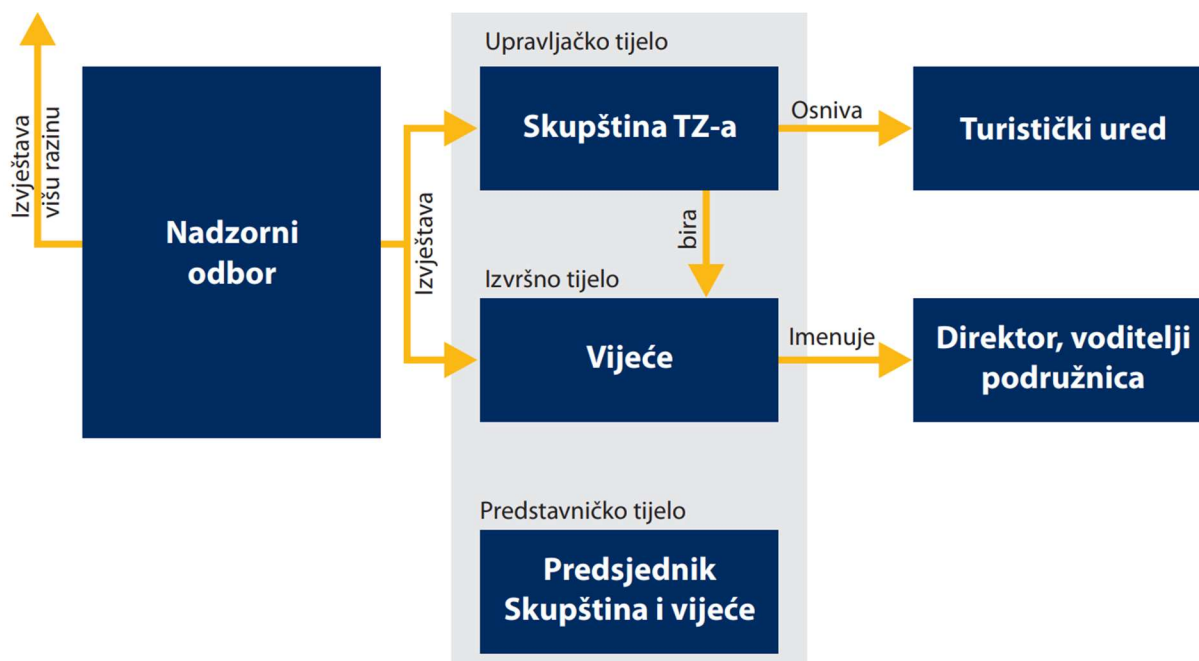 Izvještava
višu razinu
Nadzorni
odbor
Izvještava
Upravljačko tijelo
Skupština TZ-a
Osniva
Turistički ured
bira
Izvršno tijelo
Vijeće
Imenuje
Direktor, voditelji
podružnica
Predstavničko tijelo
Predsjednik
Skupština i vijeće